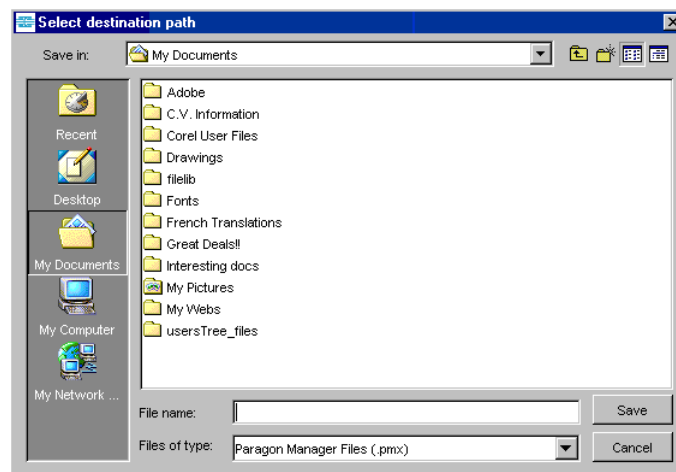 Select destination path
Save in: My Documents
Recent
Desktop
My Documents
My Computer
My Network ...
Adobe
C.V. Information
Corel User Files
Drawings
filelib
Fonts
French Translations
Great Deals!!
Interesting docs
My Pictures
My Webs
usersTree_files
File name: Save
Files of type: Paragon Manager Files (.pmx) Cancel